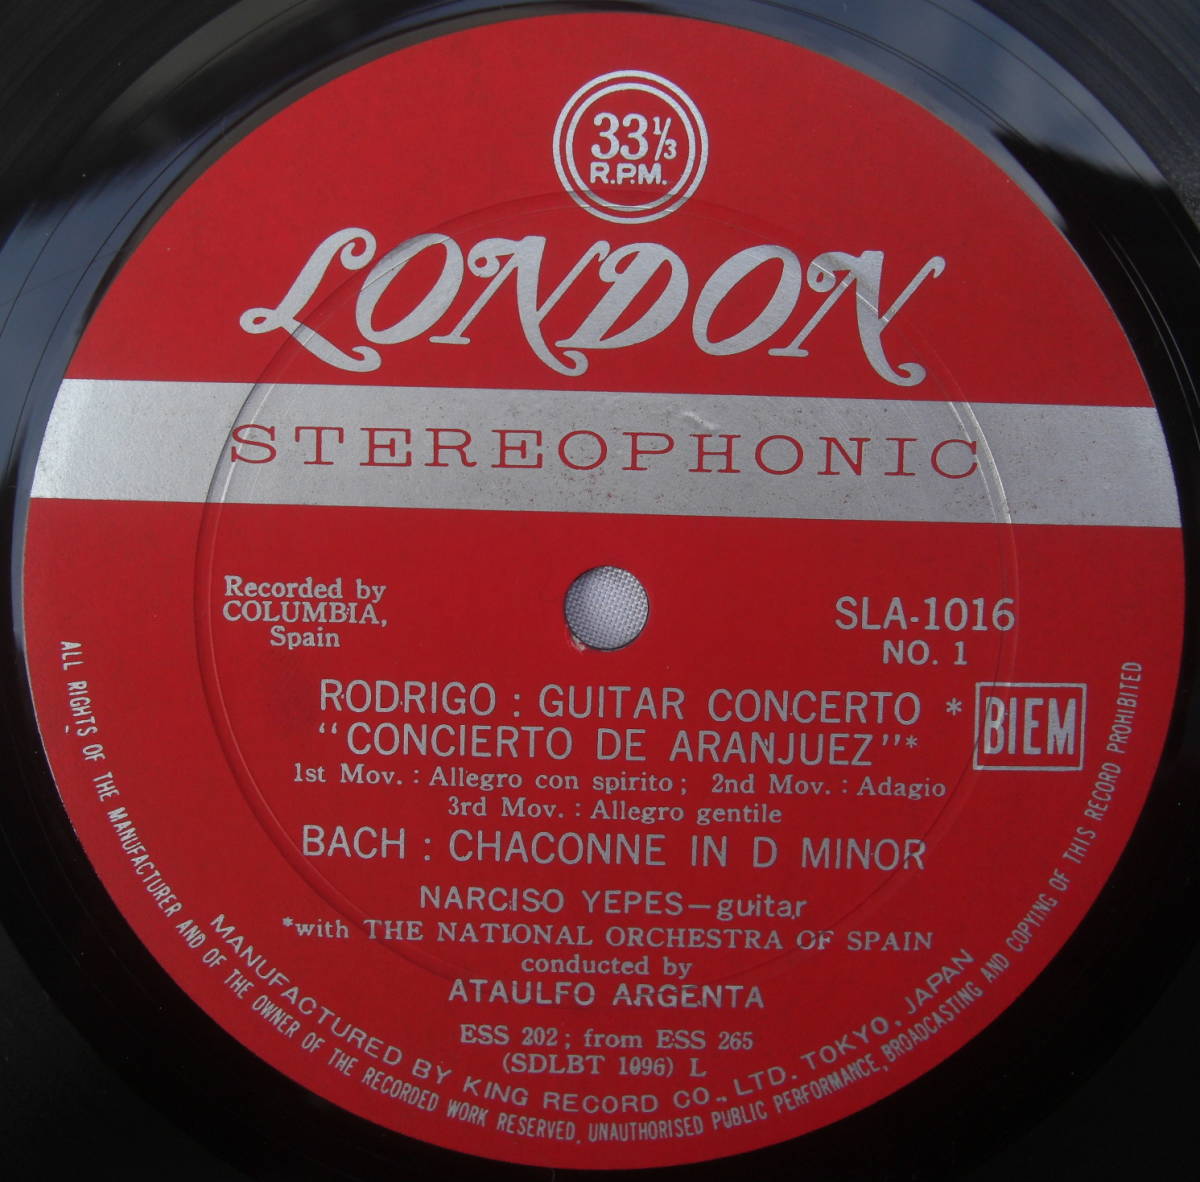 33⅓
R.P.M.
LONDON
STEREOPHONIC
Recorded by
COLUMBIA,
Spain
SLA-1016
NO. 1
RODRIGO : GUITAR CONCERTO *
"CONCIERTO DE ARANJUEZ"*
BIEM
1st Mov. : Allegro con spirito ; 2nd Mov. : Adagio
3rd Mov. : Allegro gentile
BACH : CHACONNE IN D MINOR
NARCISO YEPES—guitar
*with THE NATIONAL ORCHESTRA OF SPAIN
conducted by
ATAULFO ARGENTA
ESS 202 ; from ESS 265
(SDLBT 1096) L
MANUFACTURED BY KING RECORD CO., LTD. TOKYO, JAPAN
ALL RIGHTS OF THE MANUFACTURER AND OF THE OWNER OF THE RECORDED WORK RESERVED. UNAUTHORISED PUBLIC PERFORMANCE, BROADCASTING AND COPYING OF THIS RECORD PROHIBITED